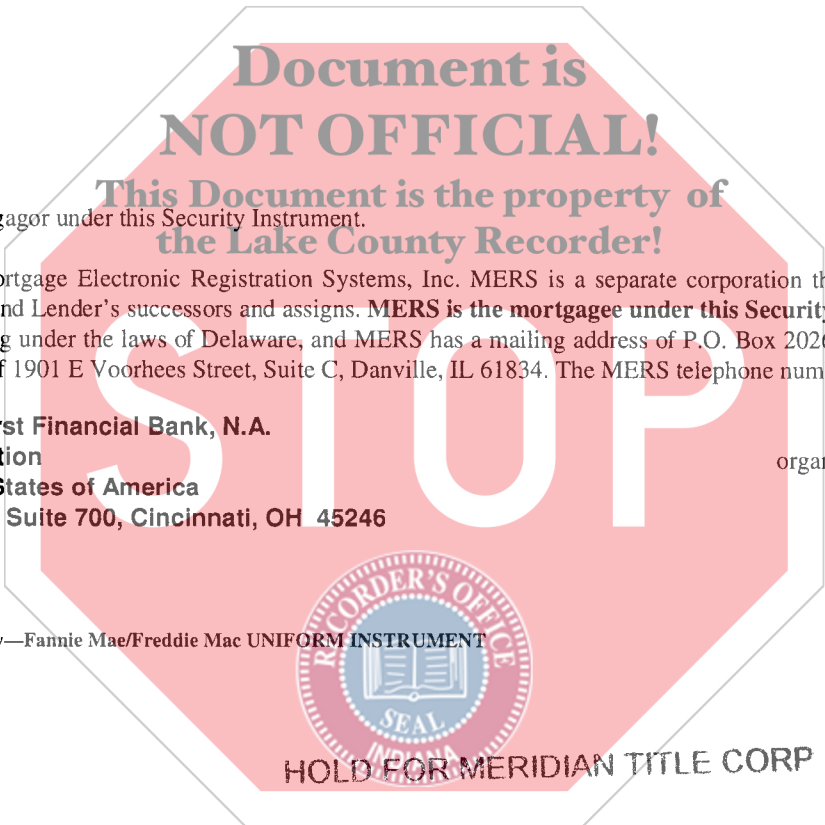 Document is
NOT OFFICIAL!
This Document is the property of
gagor under this Security Instrument.
the Lake County Recorder!
ortgage Electronic Registration Systems, Inc. MERS is a separate corporation th
nd Lender's successors and assigns. MERS is the mortgagee under this Security
g under the laws of Delaware, and MERS has a mailing address of P.O. Box 2026
f 1901 E Voorhees Street, Suite C, Danville, IL 61834. The MERS telephone num
STOP
rst Financial Bank, N.A.
tion
organ
States of America
Suite 700, Cincinnati, OH 45246
RECORDER'S OFFICE
y—Fannie Mae/Freddie Mac UNIFORM INSTRUMENT
SEAL
INDIANA
HOLD FOR MERIDIAN TITLE CORP